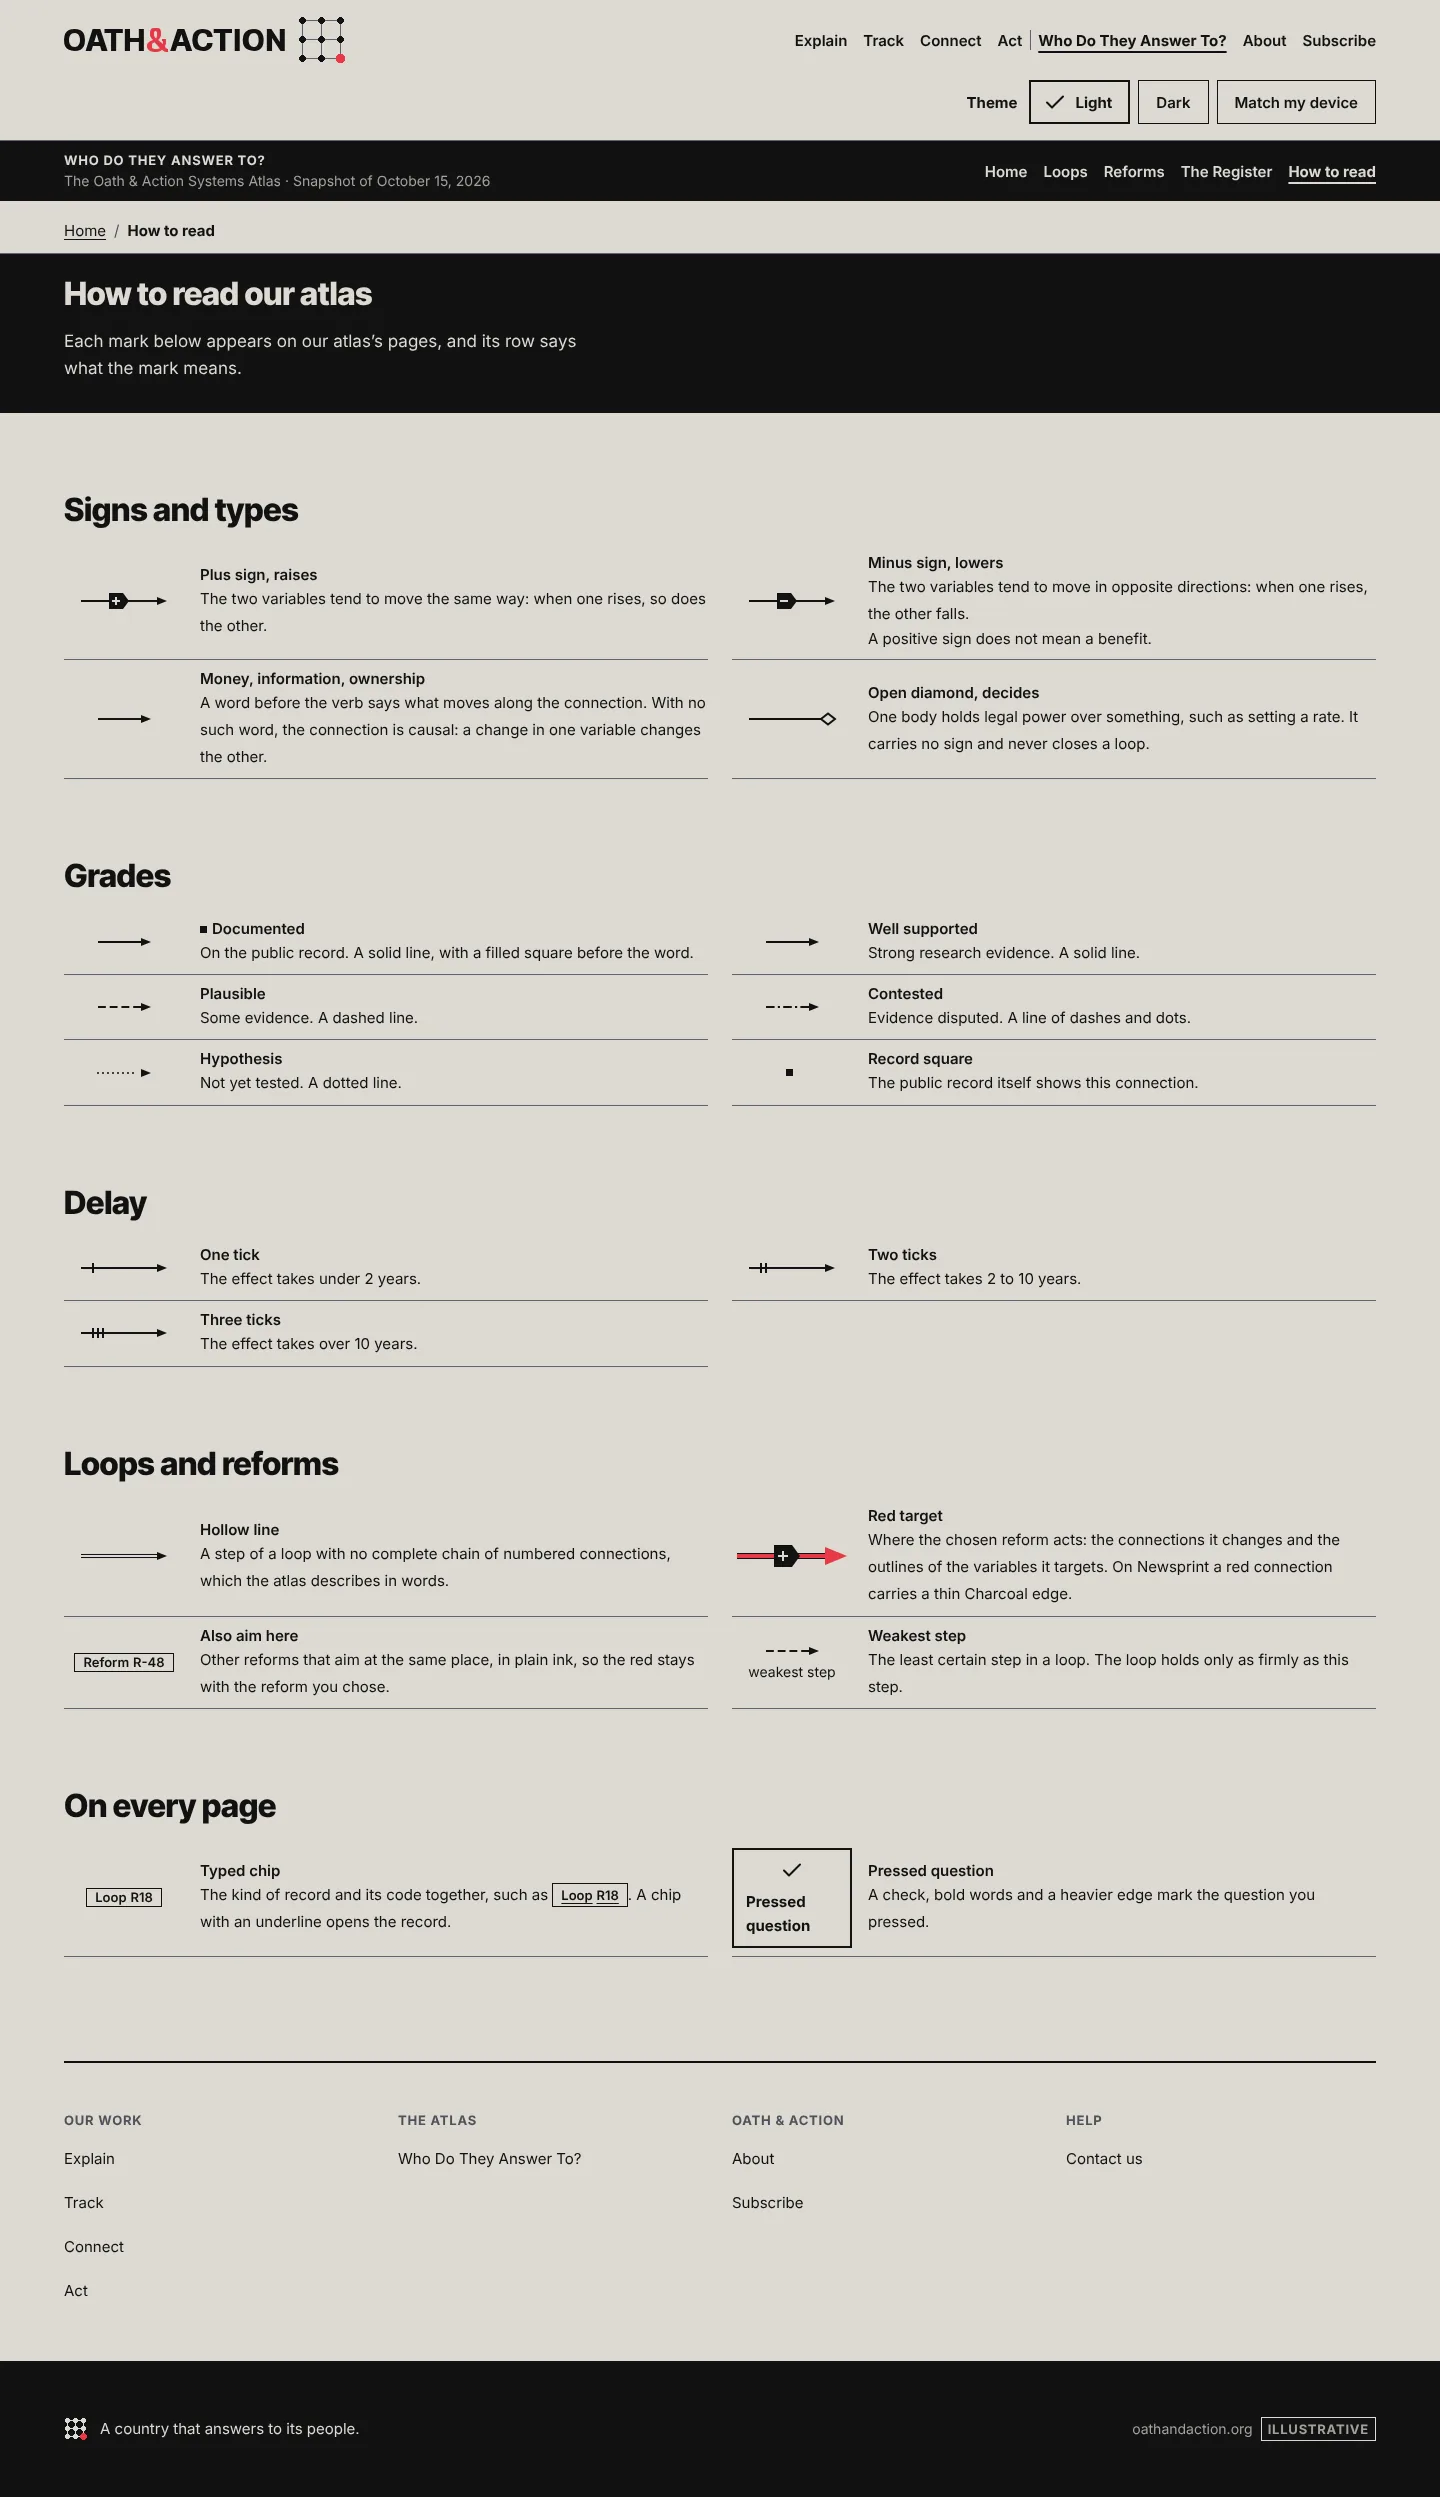 OATH&ACTION
Explain Track Connect Act Who Do They Answer To? About Subscribe
Theme Light Dark Match my device
WHO DO THEY ANSWER TO?
The Oath & Action Systems Atlas · Snapshot of October 15, 2026
Home Loops Reforms The Register How to read
Home / How to read
How to read our atlas
Each mark below appears on our atlas’s pages, and its row says
what the mark means.
Signs and types
Plus sign, raises
The two variables tend to move the same way: when one rises, so does
the other.
Minus sign, lowers
The two variables tend to move in opposite directions: when one rises,
the other falls.
A positive sign does not mean a benefit.
Money, information, ownership
A word before the verb says what moves along the connection. With no
such word, the connection is causal: a change in one variable changes
the other.
Open diamond, decides
One body holds legal power over something, such as setting a rate. It
carries no sign and never closes a loop.
Grades
Documented
On the public record. A solid line, with a filled square before the word.
Well supported
Strong research evidence. A solid line.
Plausible
Some evidence. A dashed line.
Contested
Evidence disputed. A line of dashes and dots.
Hypothesis
Not yet tested. A dotted line.
Record square
The public record itself shows this connection.
Delay
One tick
The effect takes under 2 years.
Two ticks
The effect takes 2 to 10 years.
Three ticks
The effect takes over 10 years.
Loops and reforms
Hollow line
A step of a loop with no complete chain of numbered connections,
which the atlas describes in words.
Red target
Where the chosen reform acts: the connections it changes and the
outlines of the variables it targets. On Newsprint a red connection
carries a thin Charcoal edge.
Reform R-48
Also aim here
Other reforms that aim at the same place, in plain ink, so the red stays
with the reform you chose.
weakest step
Weakest step
The least certain step in a loop. The loop holds only as firmly as this
step.
On every page
Loop R18
Typed chip
The kind of record and its code together, such as Loop R18. A chip
with an underline opens the record.
Pressed
question
Pressed question
A check, bold words and a heavier edge mark the question you
pressed.
OUR WORK
Explain
Track
Connect
Act
THE ATLAS
Who Do They Answer To?
OATH & ACTION
About
Subscribe
HELP
Contact us
A country that answers to its people.
oathandaction.org ILLUSTRATIVE